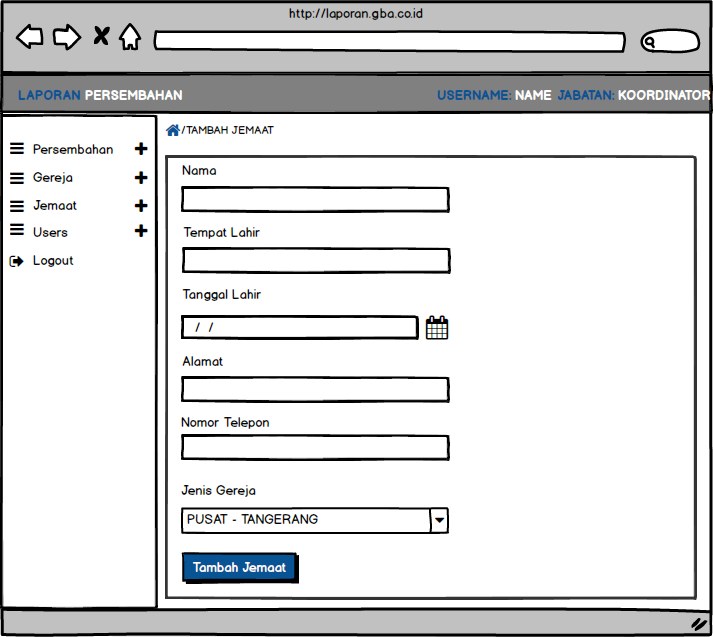 http://laporan.gba.co.id
LAPORAN PERSEMBAHAN
USERNAME: NAME JABATAN: KOORDINATOR
Persembahan
Gereja
Jemaat
Users
Logout
/TAMBAH JEMAAT
Nama
Tempat Lahir
Tanggal Lahir
/ /
Alamat
Nomor Telepon
Jenis Gereja
PUSAT - TANGERANG
Tambah Jemaat